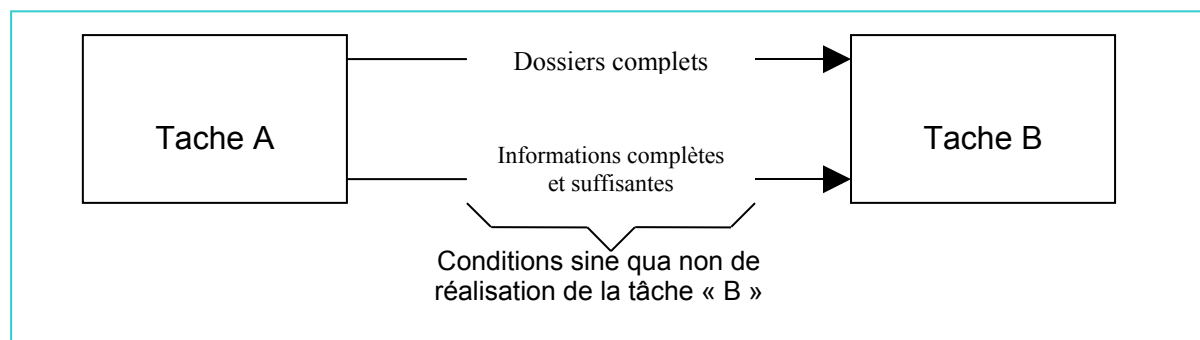 Dossiers complets
Tache A
Tache B
Informations complètes
et suffisantes
Conditions sine qua non de
réalisation de la tâche « B »